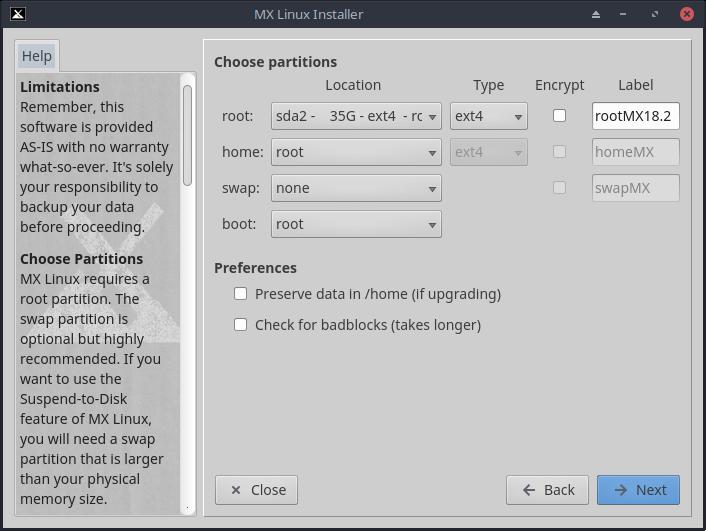 MX Linux Installer
Help
Limitations
Remember, this
software is provided
AS-IS with no warranty
what-so-ever. It's solely
your responsibility to
backup your data
before proceeding.
Choose Partitions
MX Linux requires a
root partition. The
swap partition is
optional but highly
recommended. If you
want to use the
Suspend-to-Disk
feature of MX Linux,
you will need a swap
partition that is larger
than your physical
memory size.
Choose partitions
Location Type Encrypt Label
root: sda2 - 35G - ext4 - rc ext4 rootMX18.2
home: root ext4 homeMX
swap: none swapMX
boot: root
Preferences
Preserve data in /home (if upgrading)
Check for badblocks (takes longer)
Close Back Next